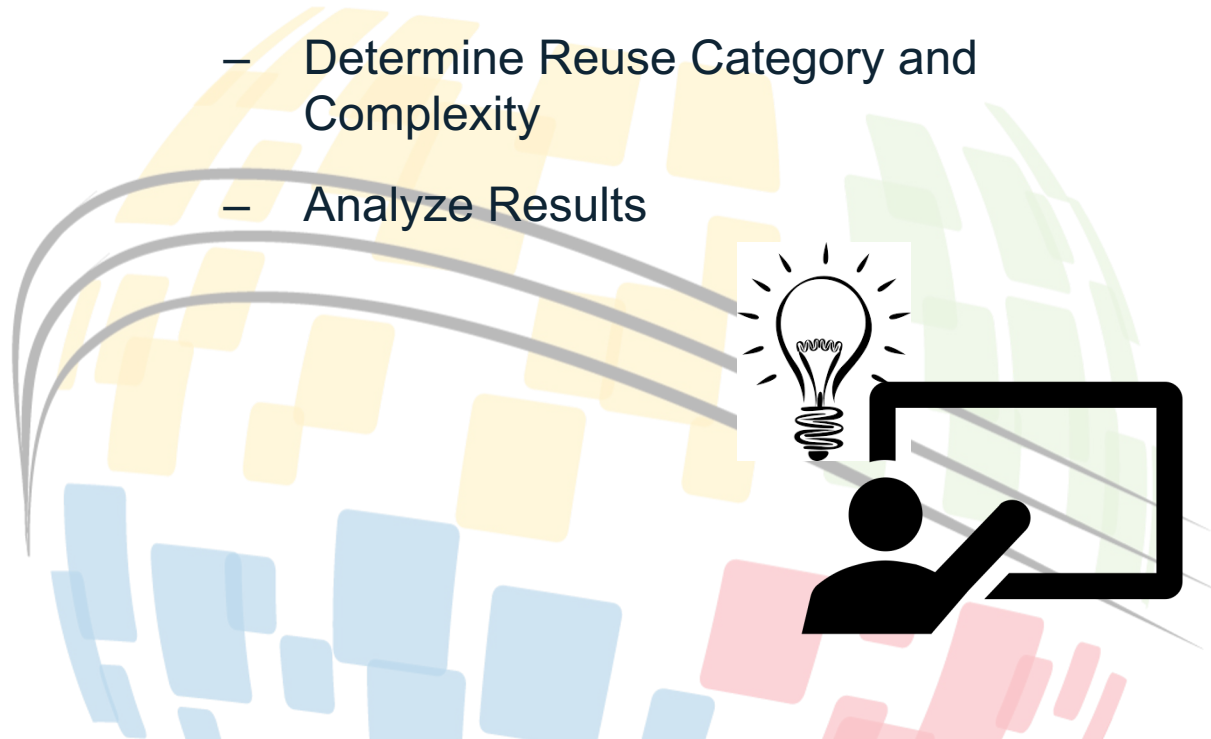 – Determine Reuse Category and
Complexity
– Analyze Results